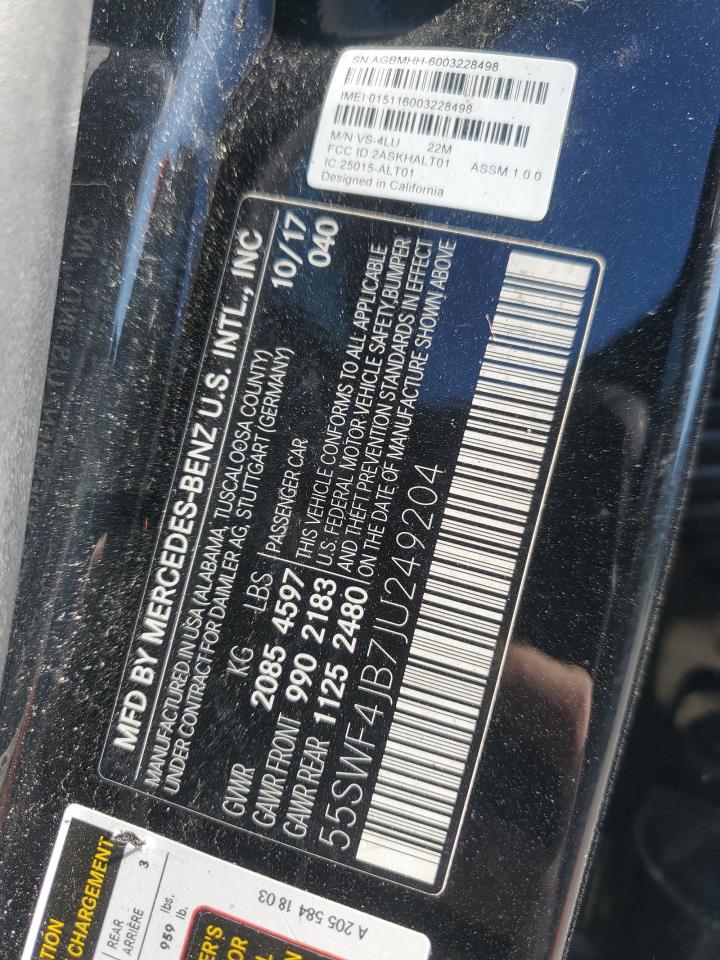 SN AGBMHH-6003228498
IMEI 015116003228498
M/N VS-4LU 22M
FCC ID 2ASKHALT01 ASSM 1.0 0
IC 25015-ALT01
Designed in California
MFD BY MERCEDES-BENZ U.S. INTL., INC 10/17
MANUFACTURED IN USA (ALABAMA, TUSCALOOSA COUNTY) 040
UNDER CONTRACT FOR DAIMLER AG, STUTTGART (GERMANY)
KG LBS PASSENGER CAR
GVWR 2085 4597
GAWR FRONT 990 2183
GAWR REAR 1125 2480
THIS VEHICLE CONFORMS TO ALL APPLICABLE
U.S. FEDERAL MOTOR VEHICLE SAFETY,BUMPER
AND THEFT PREVENTION STANDARDS IN EFFECT
ON THE DATE OF MANUFACTURE SHOWN ABOVE
55SWF4JB7JU249204
CHARGEMENT
REAR 3
ARRIÈRE
959 lbs.
lb.
A 205 584 18 03